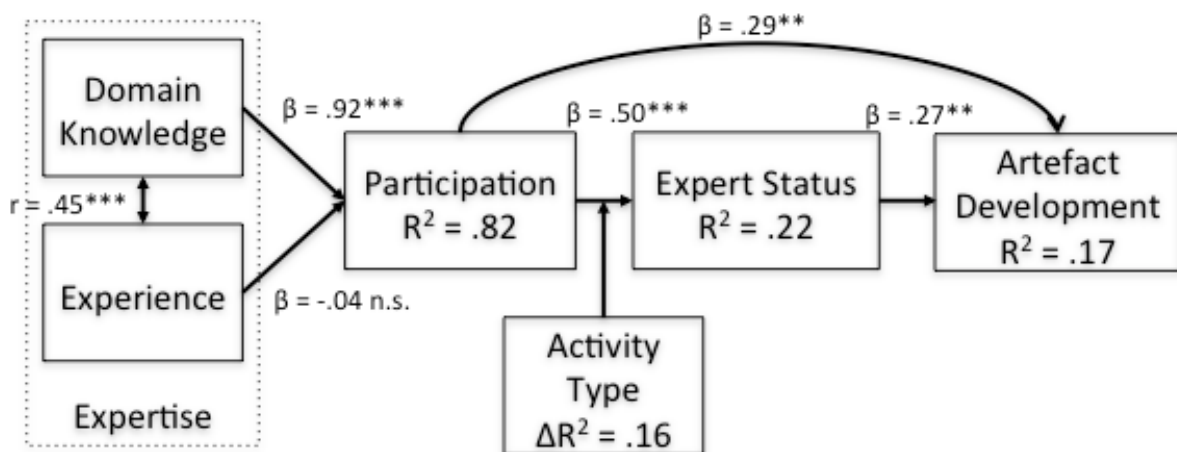 Domain
Knowledge
r = .45***
Experience
Expertise
β = .92***
β = -.04 n.s.
Participation
R² = .82
β = .29**
β = .50***
Activity
Type
ΔR² = .16
Expert Status
R² = .22
β = .27**
Artefact
Development
R² = .17